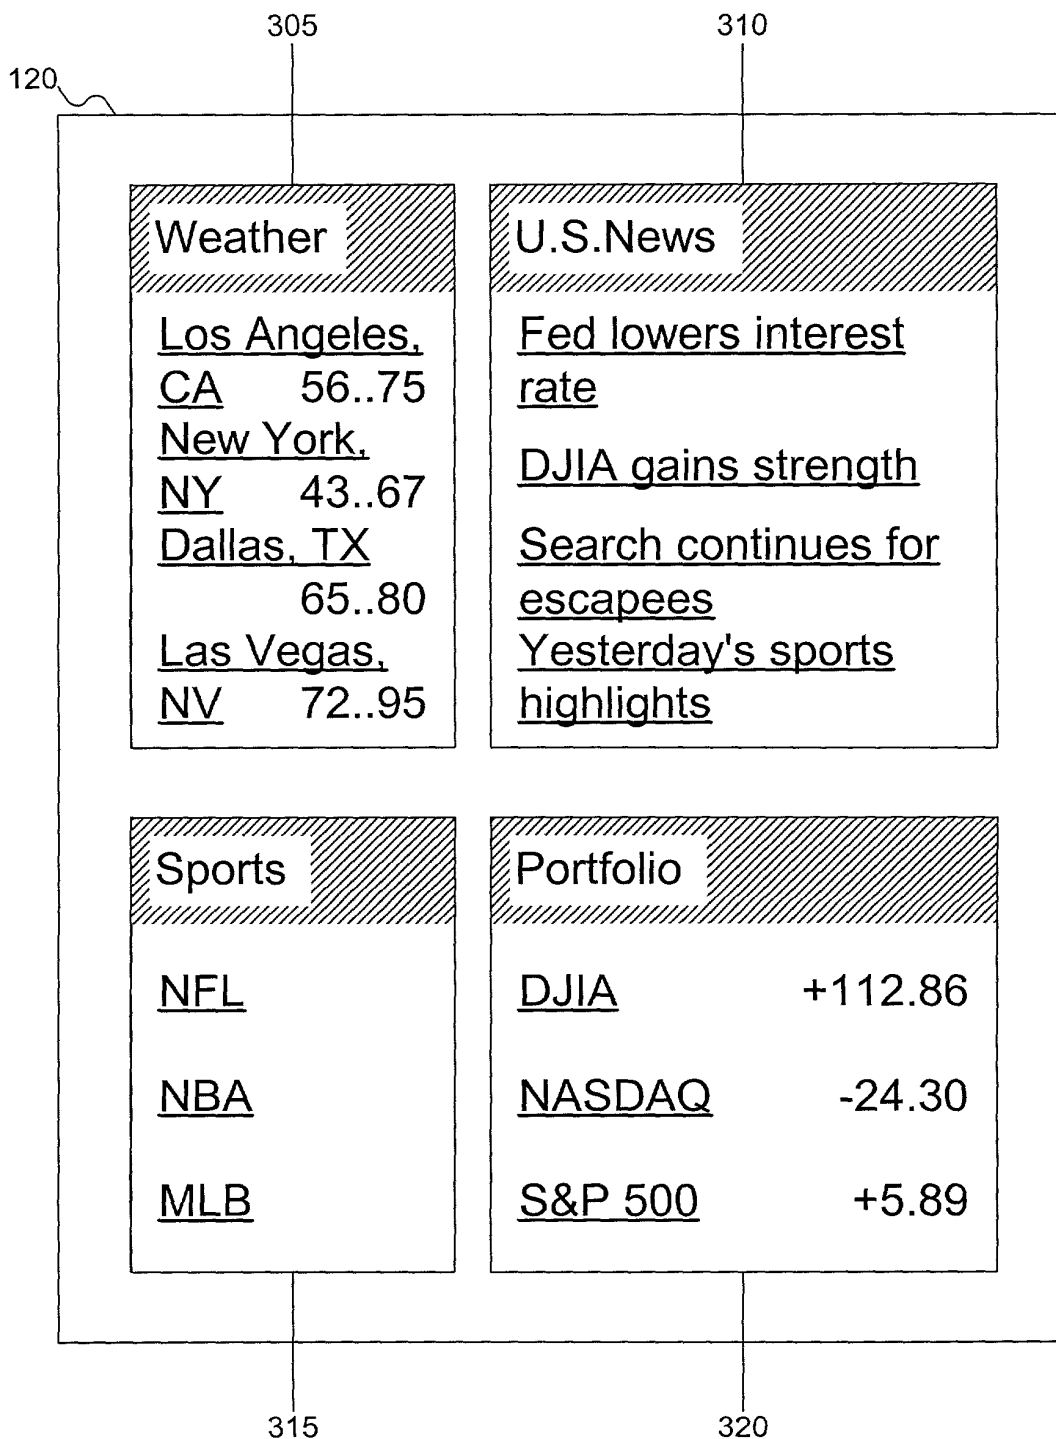 305
310
120
Weather
Los Angeles,
CA 56..75
New York,
NY 43..67
Dallas, TX
65..80
Las Vegas,
NV 72..95
U.S.News
Fed lowers interest
rate
DJIA gains strength
Search continues for
escapees
Yesterday's sports
highlights
Sports
NFL
NBA
MLB
Portfolio
DJIA +112.86
NASDAQ -24.30
S&P 500 +5.89
315
320